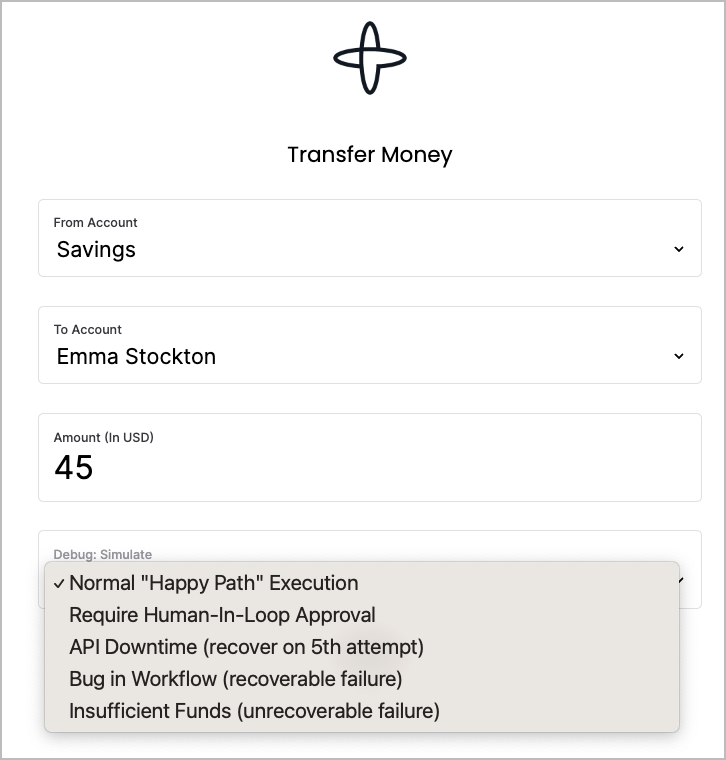 Transfer Money
From Account
Savings
To Account
Emma Stockton
Amount (In USD)
45
Debug: Simulate
✓ Normal "Happy Path" Execution
Require Human-In-Loop Approval
API Downtime (recover on 5th attempt)
Bug in Workflow (recoverable failure)
Insufficient Funds (unrecoverable failure)